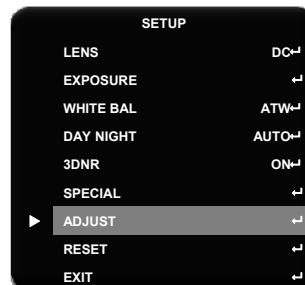 SETUP
LENS DC↵
EXPOSURE ↵
WHITE BAL ATW↵
DAY NIGHT AUTO↵
3DNR ON↵
SPECIAL ↵
ADJUST ↵
RESET ↵
EXIT ↵